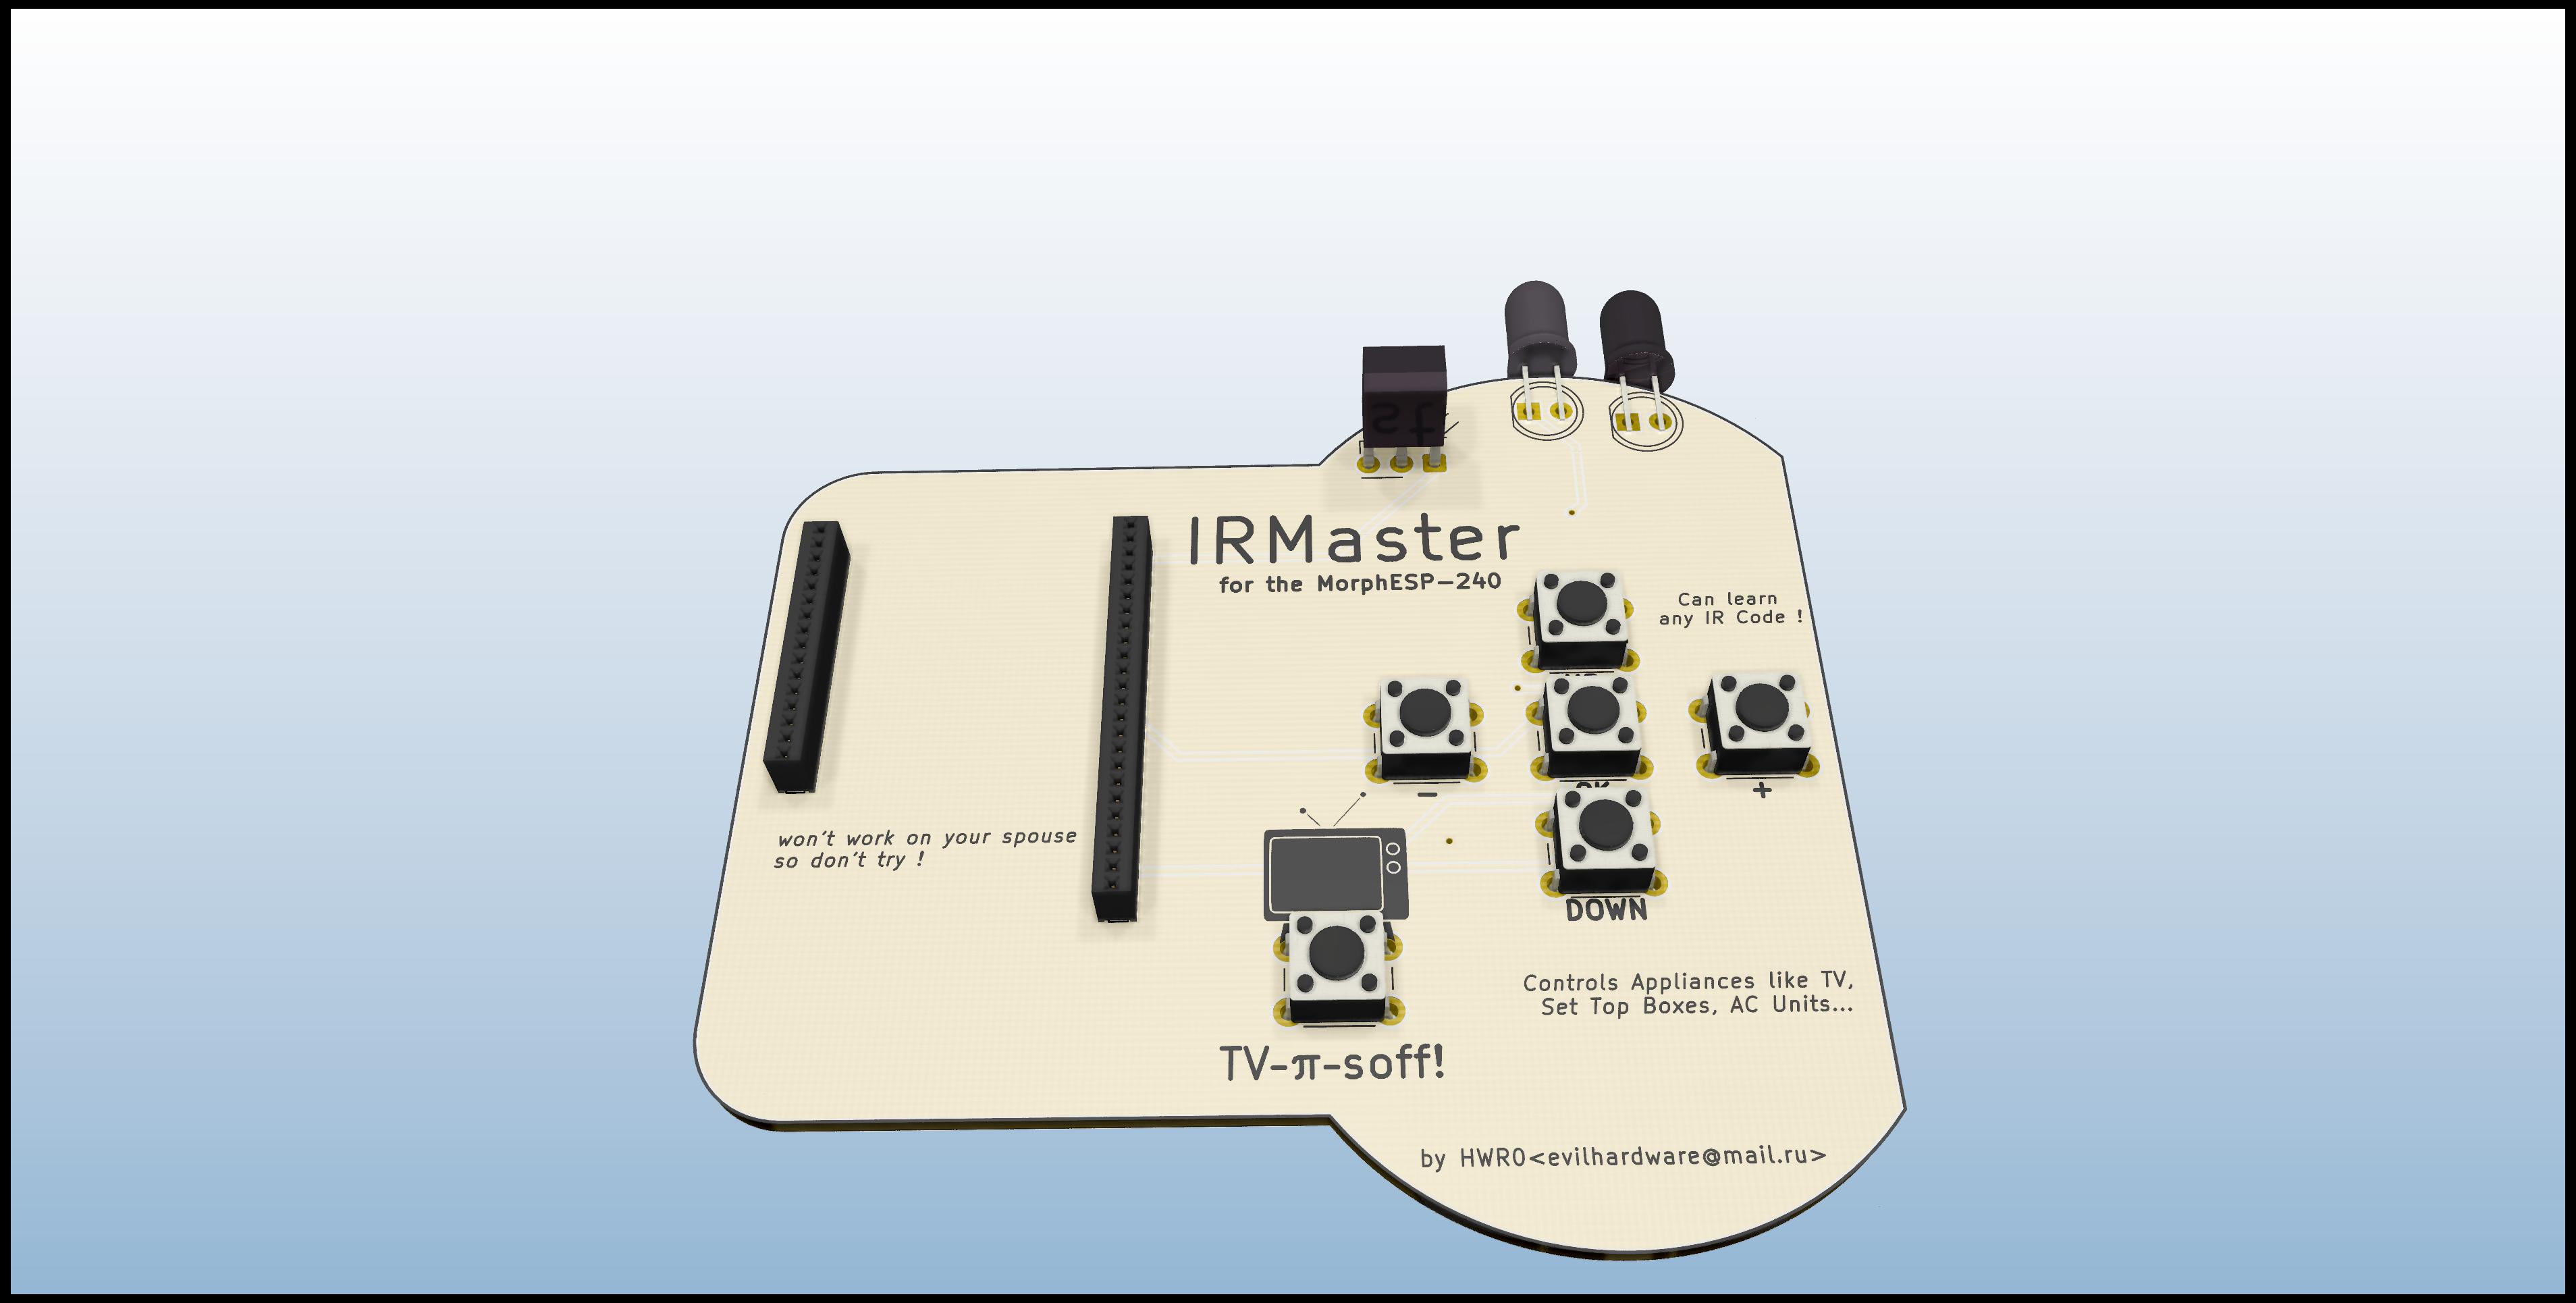 IRMaster
for the MorphESP-240
Can learn
any IR Code !
-
OK
+
won't work on your spouse
so don't try !
DOWN
Controls Appliances like TV,
Set Top Boxes, AC Units...
TV-π-soff!
by HWR0<evilhardware@mail.ru>